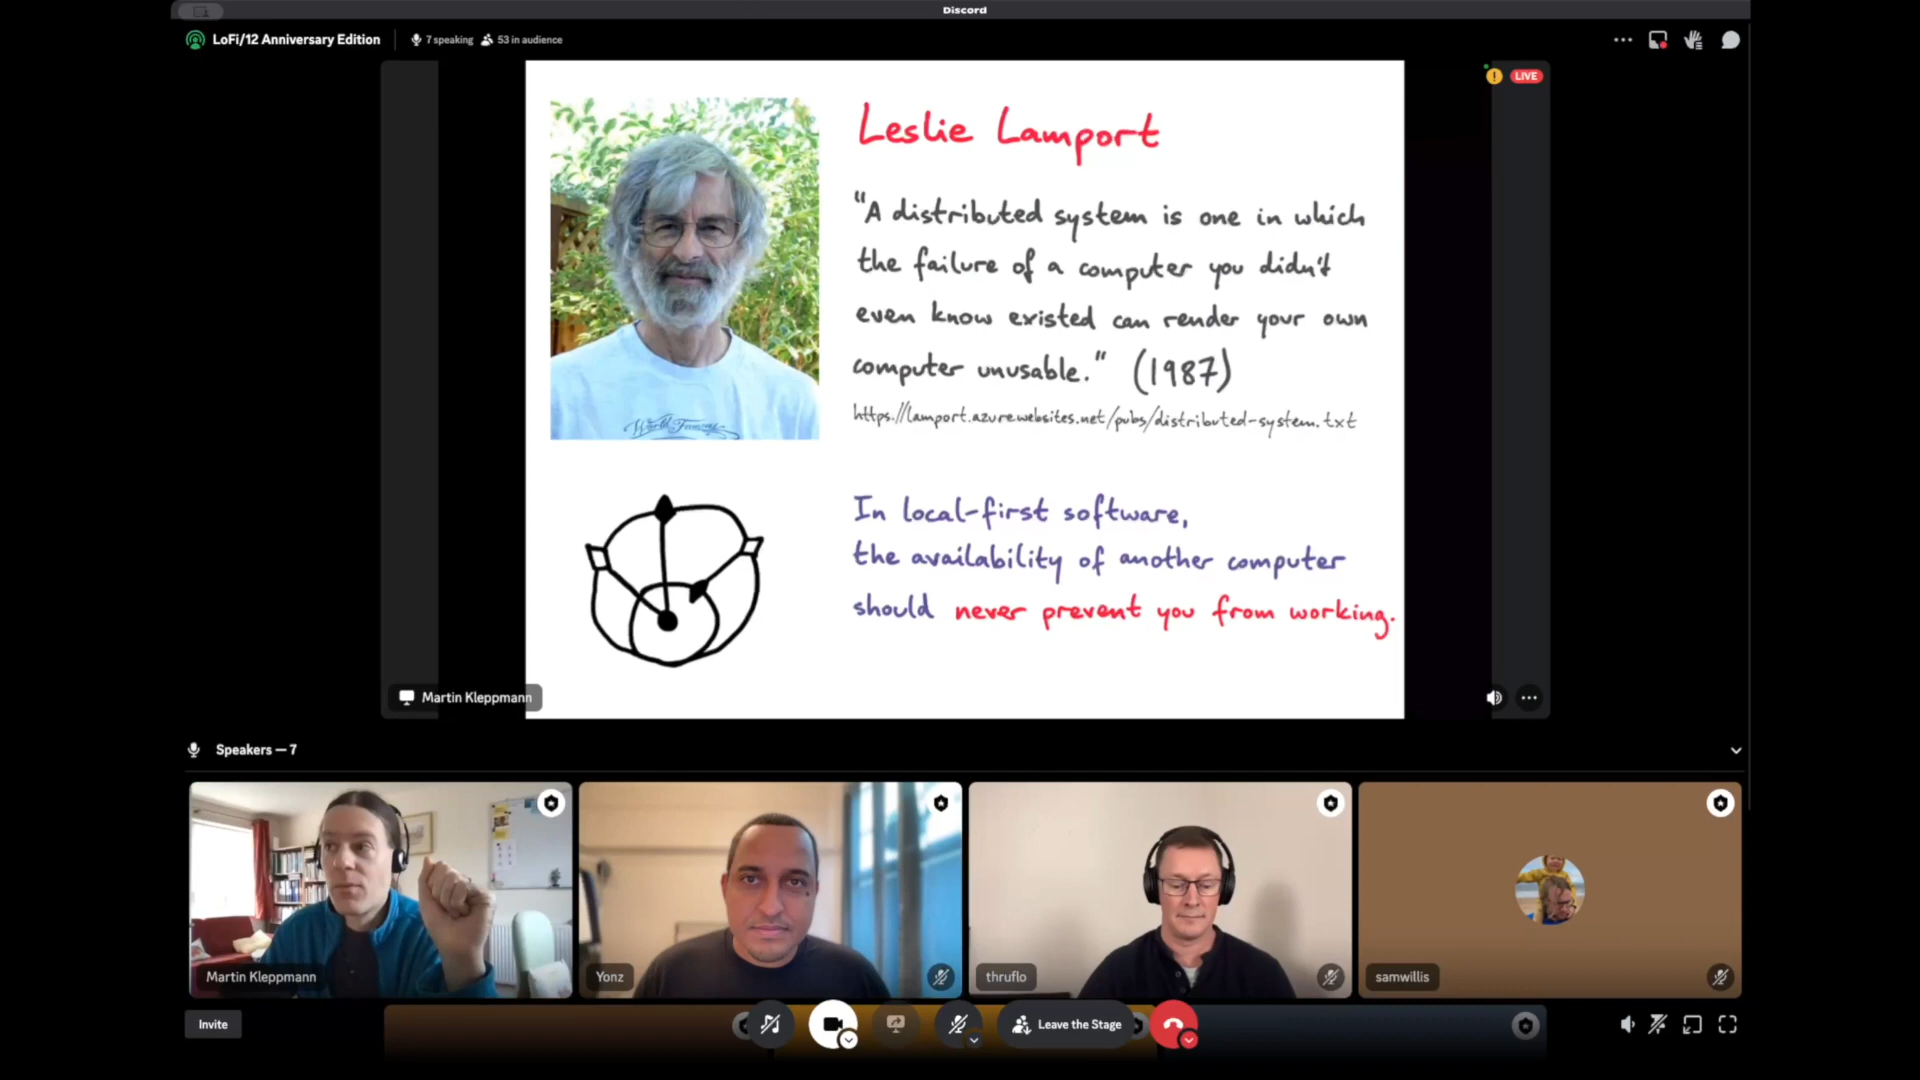 Discord
LoFi/12 Anniversary Edition
7 speaking
53 in audience
LIVE
Leslie Lamport
"A distributed system is one in which
the failure of a computer you didn't
even know existed can render your own
computer unusable." (1987)
https://lamport.azurewebsites.net/pubs/distributed-system.txt
World Famous
In local-first software,
the availability of another computer
should never prevent you from working.
Martin Kleppmann
Speakers — 7
Martin Kleppmann
Yonz
thruflo
samwillis
Invite
Leave the Stage